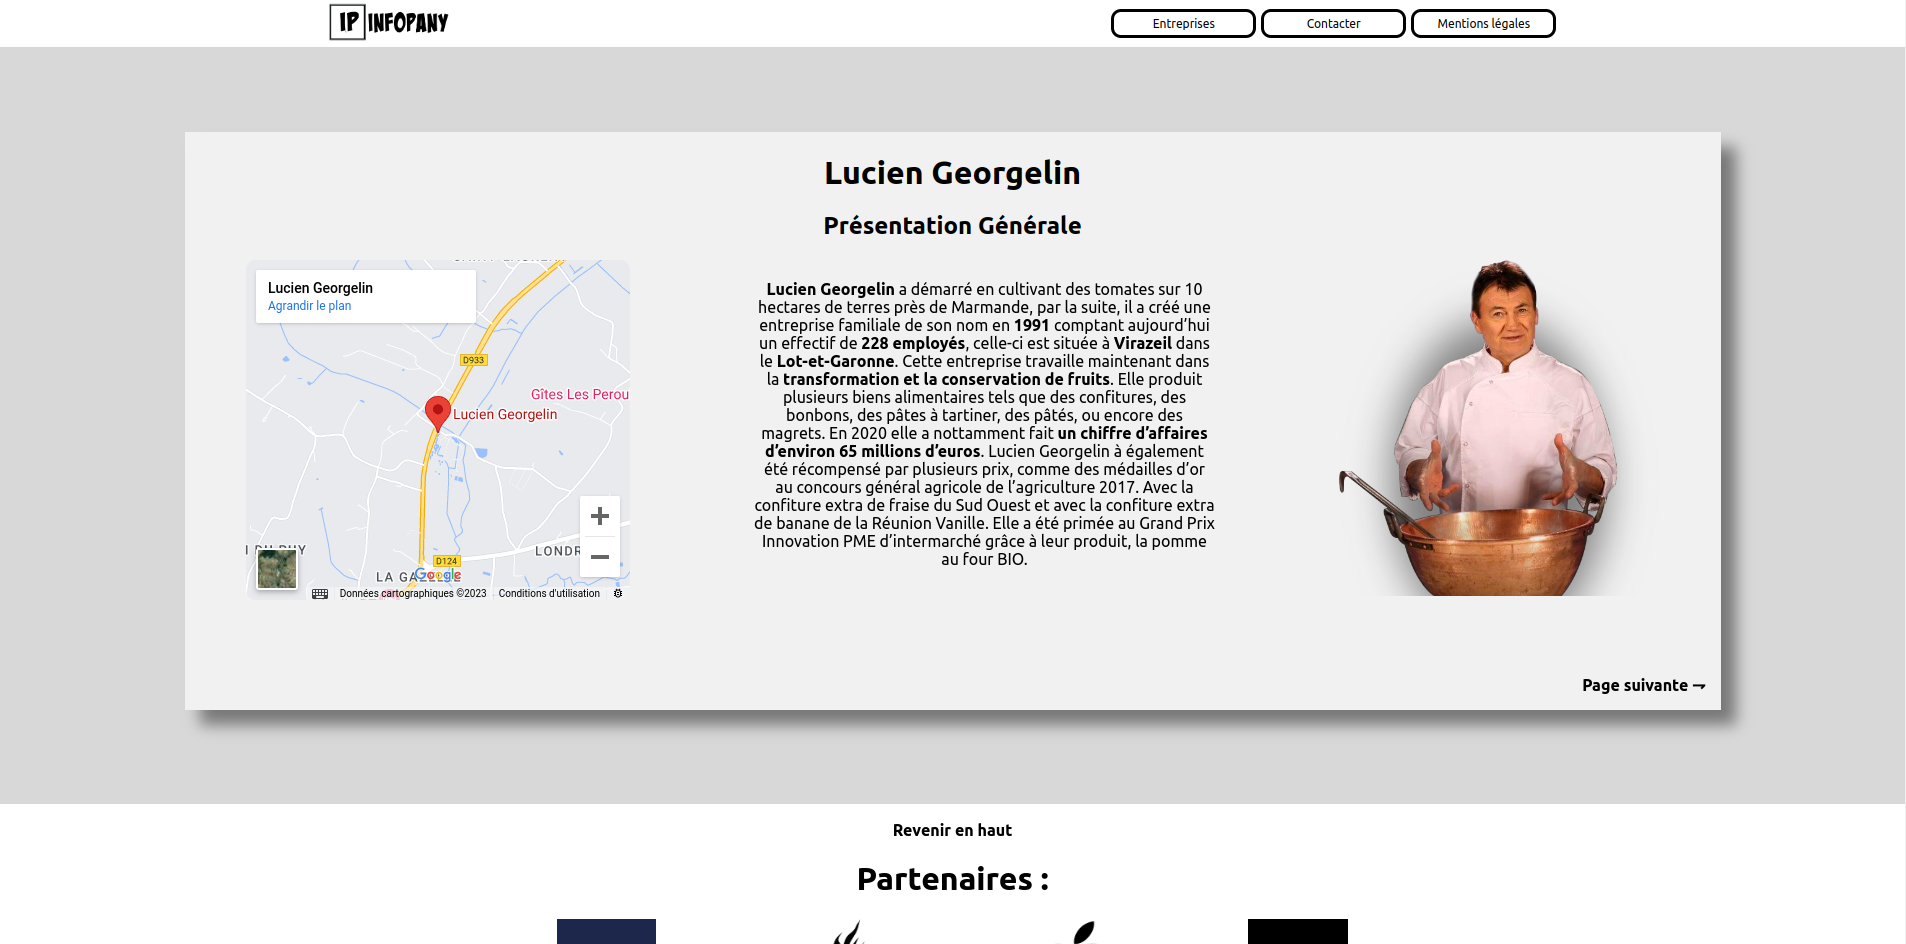 IP INFOPANY
Entreprises
Contacter
Mentions légales
Lucien Georgelin
Présentation Générale
Lucien Georgelin
Agrandir le plan
D933
Gîtes Les Perou
Lucien Georgelin
LONDR
D124
Google
Données cartographiques ©2023
Conditions d'utilisation
Lucien Georgelin a démarré en cultivant des tomates sur 10
hectares de terres près de Marmande, par la suite, il a créé une
entreprise familiale de son nom en 1991 comptant aujourd’hui
un effectif de 228 employés, celle-ci est située à Virazeil dans
le Lot-et-Garonne. Cette entreprise travaille maintenant dans
la transformation et la conservation de fruits. Elle produit
plusieurs biens alimentaires tels que des confitures, des
bonbons, des pâtes à tartiner, des pâtés, ou encore des
magrets. En 2020 elle a nottamment fait un chiffre d’affaires
d’environ 65 millions d’euros. Lucien Georgelin à également
été récompensé par plusieurs prix, comme des médailles d’or
au concours général agricole de l’agriculture 2017. Avec la
confiture extra de fraise du Sud Ouest et avec la confiture extra
de banane de la Réunion Vanille. Elle a été primée au Grand Prix
Innovation PME d’intermarché grâce à leur produit, la pomme
au four BIO.
Page suivante ⇁
Revenir en haut
Partenaires :